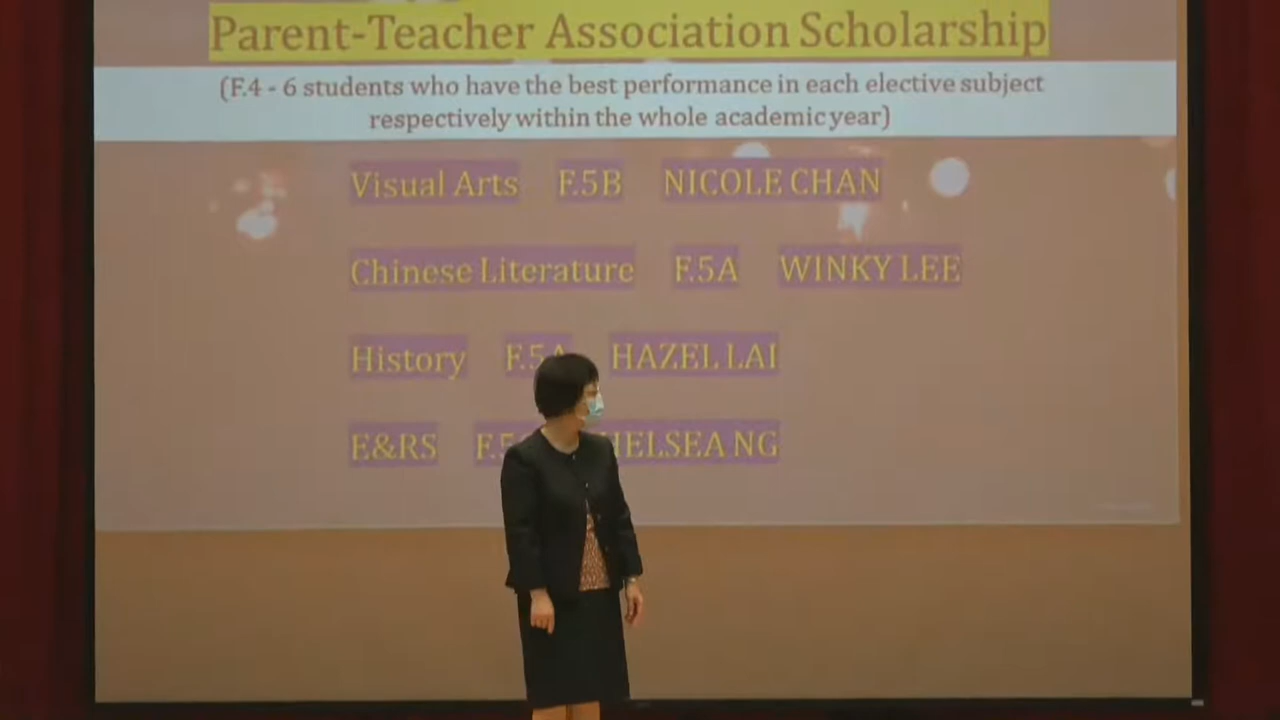 Parent-Teacher Association Scholarship
(F.4 - 6 students who have the best performance in each elective subject
respectively within the whole academic year)
Visual Arts F.5B NICOLE CHAN
Chinese Literature F.5A WINKY LEE
History F.5A HAZEL LAI
E&RS NG